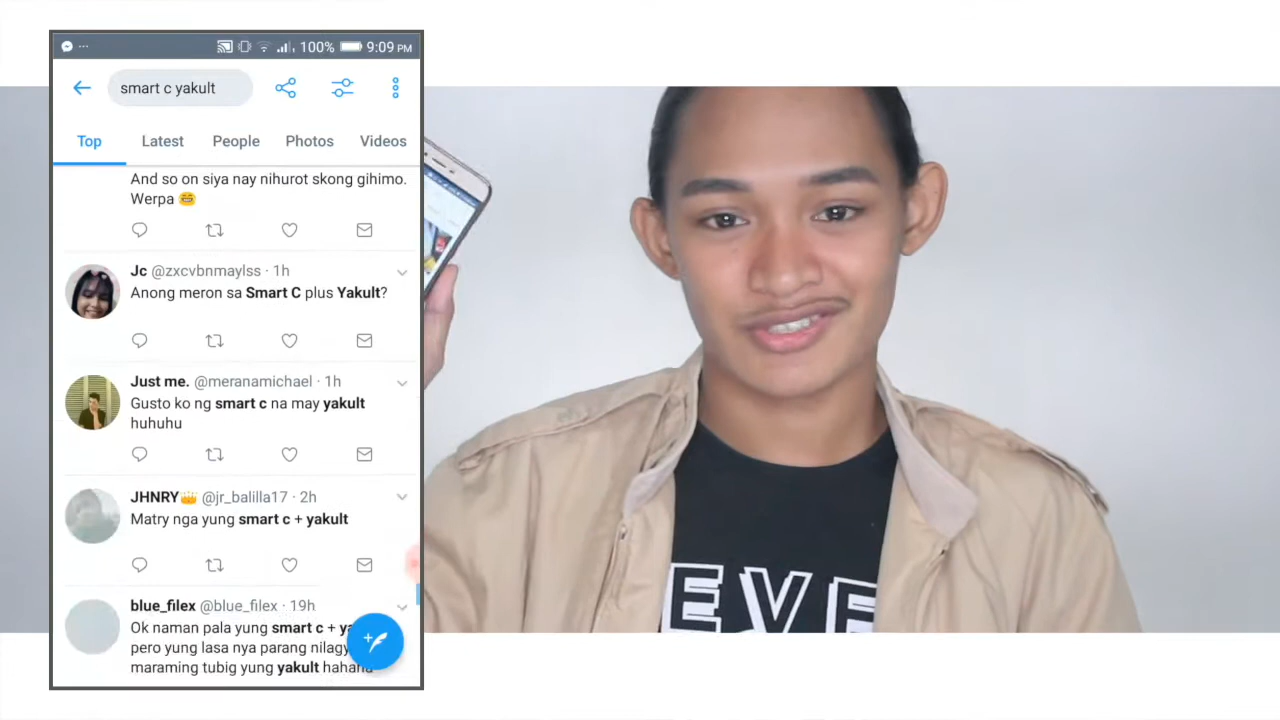 100% 9:09 PM
smart c yakult
Top Latest People Photos Videos
And so on siya nay nihurot skong gihimo.
Werpa
Jc @zxcvbnmaylss · 1h
Anong meron sa Smart C plus Yakult?
Just me. @meranamichael · 1h
Gusto ko ng smart c na may yakult
huhuhu
JHNRY @jr_balilla17 · 2h
Matry nga yung smart c + yakult
blue_filex @blue_filex · 19h
Ok naman pala yung smart c +
pero yung lasa nya parang
maraming tubig yung yakult hahaha
EVE